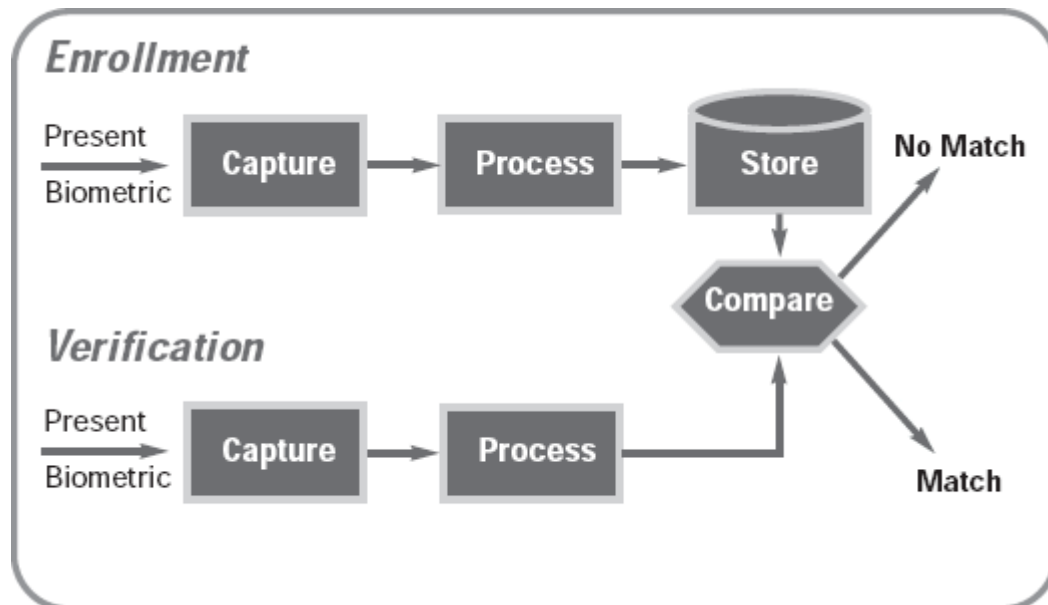 Enrollment
Present
Biometric
Capture
Process
Store
No Match
Compare
Verification
Present
Biometric
Capture
Process
Match